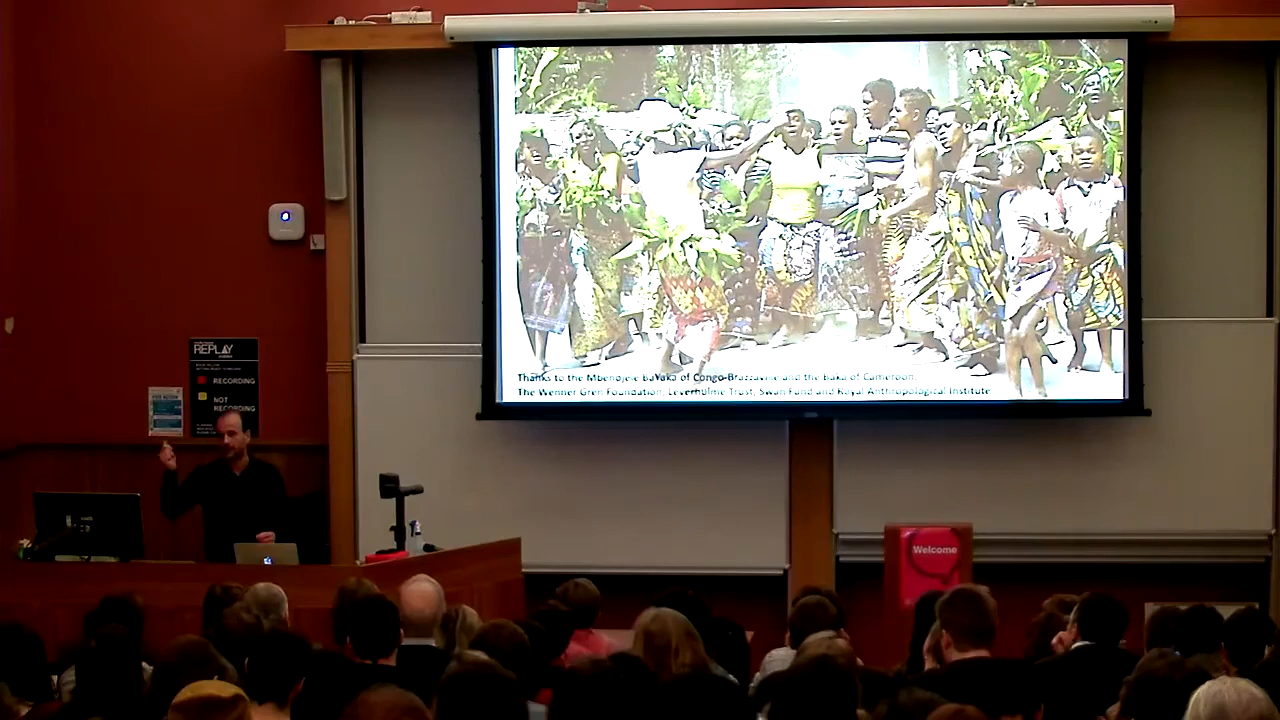 REPLAY
RECORDING
NOT
RECORDING
Thanks to the Mbendjele BaYaka of Congo-Brazzaville and the Baka of Cameroon.
The Wenner Gren Foundation, Leverhulme Trust, Swan Fund and Royal Anthropological Institute
Welcome